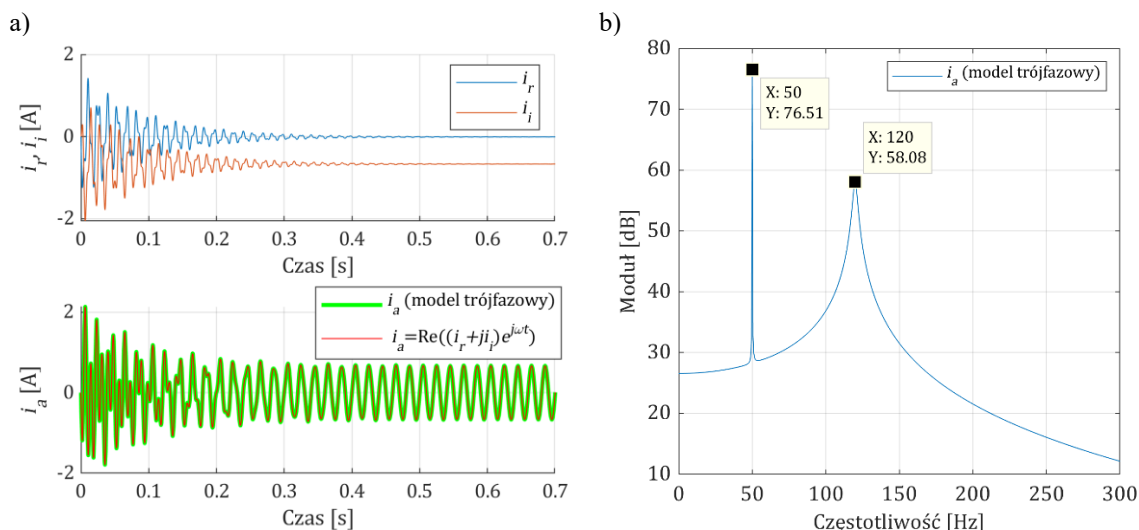 a)
2
0
-2
i_r, i_i [A]
i_r
i_i
0 0.1 0.2 0.3 0.4 0.5 0.6 0.7
Czas [s]
2
0
-2
i_a [A]
i_a (model trójfazowy)
i_a=Re((i_r+ji_i)e^{jωt})
0 0.1 0.2 0.3 0.4 0.5 0.6 0.7
Czas [s]
b)
80
70
60
50
40
30
20
10
Moduł [dB]
i_a (model trójfazowy)
X: 50
Y: 76.51
X: 120
Y: 58.08
0 50 100 150 200 250 300
Częstotliwość [Hz]